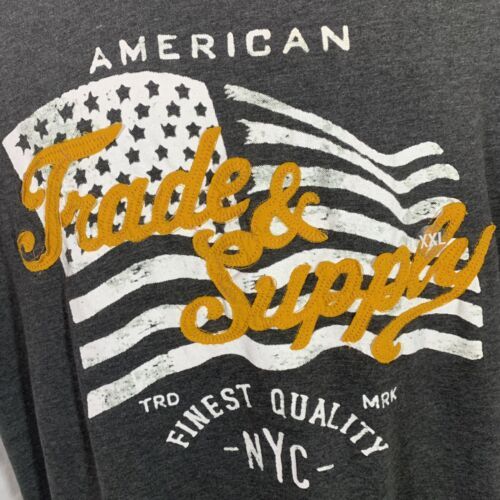 AMERICAN
Trade &
Supply
XXL
TRD MRK
FINEST QUALITY
-NYC-